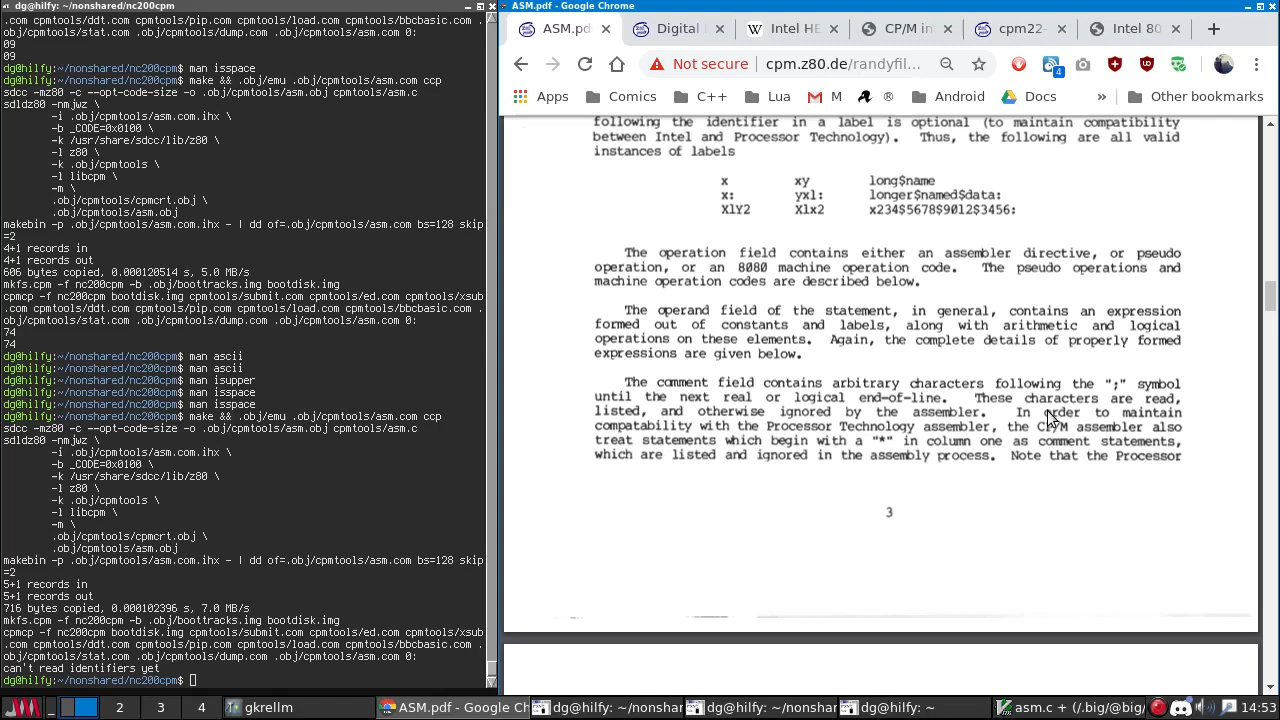 dg@hilfy: ~/nonshared/nc200cpm
.com cpmtools/ddt.com cpmtools/pip.com cpmtools/load.com cpmtools/bbcbasic.com .
obj/cpmtools/stat.com .obj/cpmtools/dump.com .obj/cpmtools/asm.com 0:
09
09
dg@hilfy:~/nonshared/nc200cpm$ man isspace
dg@hilfy:~/nonshared/nc200cpm$ make && .obj/emu .obj/cpmtools/asm.com ccp
sdcc -mz80 -c --opt-code-size -o .obj/cpmtools/asm.obj cpmtools/asm.c
sdldz80 -nmjwz \
-i .obj/cpmtools/asm.com.ihx \
-b _CODE=0x0100 \
-k /usr/share/sdcc/lib/z80 \
-l z80 \
-k .obj/cpmtools \
-l libcpm \
-m \
.obj/cpmtools/cpmcrt.obj \
.obj/cpmtools/asm.obj
makebin -p .obj/cpmtools/asm.com.ihx - | dd of=.obj/cpmtools/asm.com bs=128 skip
=2
4+1 records in
4+1 records out
606 bytes copied, 0.000120514 s, 5.0 MB/s
mkfs.cpm -f nc200cpm -b .obj/boottracks.img bootdisk.img
cpmcp -f nc200cpm bootdisk.img cpmtools/submit.com cpmtools/ed.com cpmtools/xsub
.com cpmtools/ddt.com cpmtools/pip.com cpmtools/load.com cpmtools/bbcbasic.com .
obj/cpmtools/stat.com .obj/cpmtools/dump.com .obj/cpmtools/asm.com 0:
74
74
dg@hilfy:~/nonshared/nc200cpm$ man ascii
dg@hilfy:~/nonshared/nc200cpm$ man ascii
dg@hilfy:~/nonshared/nc200cpm$ man isupper
dg@hilfy:~/nonshared/nc200cpm$ man isspace
dg@hilfy:~/nonshared/nc200cpm$ man isspace
dg@hilfy:~/nonshared/nc200cpm$ make && .obj/emu .obj/cpmtools/asm.com ccp
sdcc -mz80 -c --opt-code-size -o .obj/cpmtools/asm.obj cpmtools/asm.c
sdldz80 -nmjwz \
-i .obj/cpmtools/asm.com.ihx \
-b _CODE=0x0100 \
-k /usr/share/sdcc/lib/z80 \
-l z80 \
-k .obj/cpmtools \
-l libcpm \
-m \
.obj/cpmtools/cpmcrt.obj \
.obj/cpmtools/asm.obj
makebin -p .obj/cpmtools/asm.com.ihx - | dd of=.obj/cpmtools/asm.com bs=128 skip
=2
5+1 records in
5+1 records out
716 bytes copied, 0.000102396 s, 7.0 MB/s
mkfs.cpm -f nc200cpm -b .obj/boottracks.img bootdisk.img
cpmcp -f nc200cpm bootdisk.img cpmtools/submit.com cpmtools/ed.com cpmtools/xsub
.com cpmtools/ddt.com cpmtools/pip.com cpmtools/load.com cpmtools/bbcbasic.com .
obj/cpmtools/stat.com .obj/cpmtools/dump.com .obj/cpmtools/asm.com 0:
can't read identifiers yet
dg@hilfy:~/nonshared/nc200cpm$
ASM.pdf - Google Chrome
ASM.pd Digital Intel HE CP/M in cpm22- Intel 80
Not secure cpm.z80.de/randyfil... 4
Apps Comics C++ Lua M ® Android Docs » Other bookmarks
following the identifier in a label is optional (to maintain compatibility
between Intel and Processor Technology). Thus, the following are all valid
instances of labels
x xy long$name
x: yx1: longer$named$data:
X1Y2 X1x2 x234$5678$9012$3456:
The operation field contains either an assembler directive, or pseudo
operation, or an 8080 machine operation code. The pseudo operations and
machine operation codes are described below.
The operand field of the statement, in general, contains an expression
formed out of constants and labels, along with arithmetic and logical
operations on these elements. Again, the complete details of properly formed
expressions are given below.
The comment field contains arbitrary characters following the ";" symbol
until the next real or logical end-of-line. These characters are read,
listed, and otherwise ignored by the assembler. In order to maintain
compatability with the Processor Technology assembler, the CP/M assembler also
treat statements which begin with a "*" in column one as comment statements,
which are listed and ignored in the assembly process. Note that the Processor
3
2 3 4 gkrellm ASM.pdf - Google Ch dg@hilfy: ~/nonshar dg@hilfy: ~/nonshar dg@hilfy: ~ asm.c + (/.big/@big/ 14:53